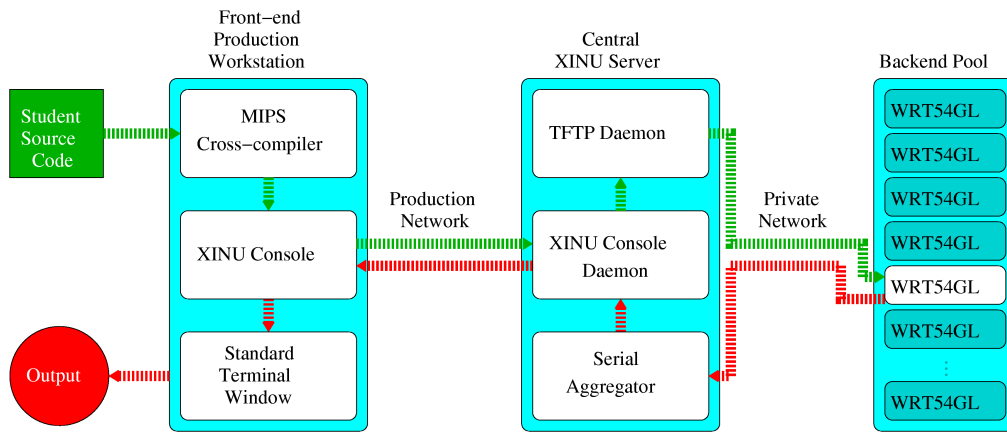 Front-end
Production
Workstation
Central
XINU Server
Backend Pool
Student
Source
Code
MIPS
Cross-compiler
TFTP Daemon
WRT54GL
WRT54GL
WRT54GL
WRT54GL
WRT54GL
WRT54GL
⋮
WRT54GL
Production
Network
Private
Network
XINU Console
XINU Console
Daemon
Output
Standard
Terminal
Window
Serial
Aggregator